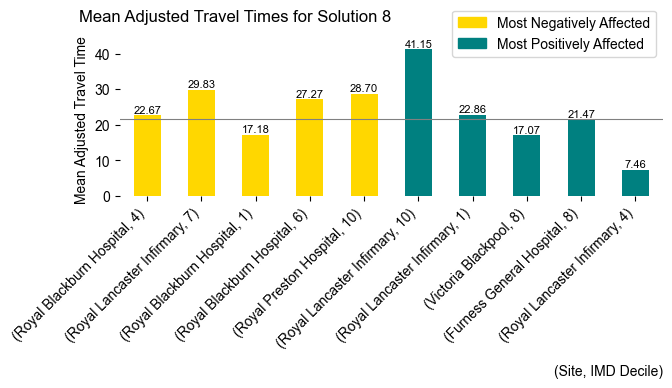 Mean Adjusted Travel Times for Solution 8
Most Negatively Affected
Most Positively Affected
Mean Adjusted Travel Time
40
30
20
10
0
22.67
29.83
17.18
27.27
28.70
41.15
22.86
17.07
21.47
7.46
(Royal Blackburn Hospital, 4)
(Royal Lancaster Infirmary, 7)
(Royal Blackburn Hospital, 1)
(Royal Blackburn Hospital, 6)
(Royal Preston Hospital, 10)
(Royal Lancaster Infirmary, 10)
(Royal Lancaster Infirmary, 1)
(Victoria Blackpool, 8)
(Furness General Hospital, 8)
(Royal Lancaster Infirmary, 4)
(Site, IMD Decile)